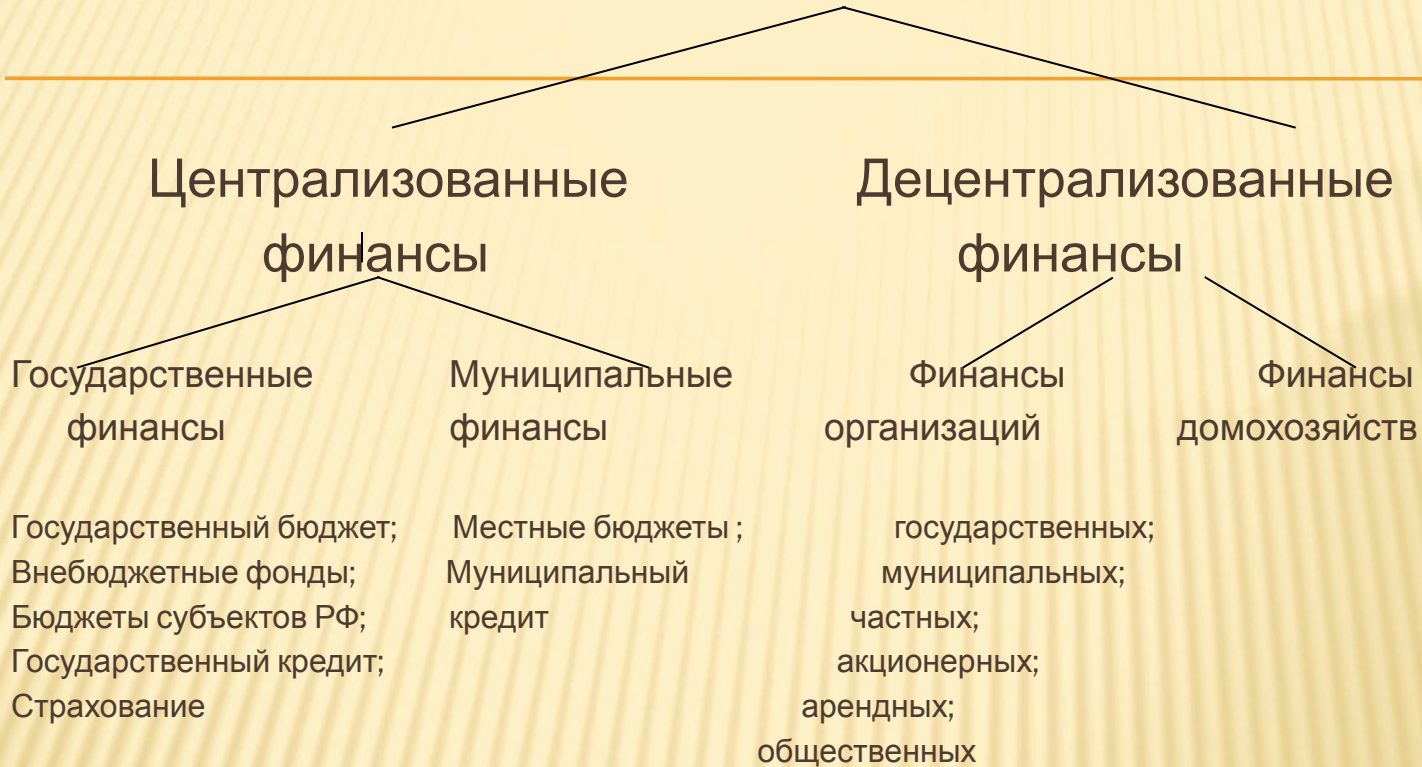 Централизованные Децентрализованные
финансы финансы
Государственные Муниципальные Финансы Финансы
финансы финансы организаций домохозяйств
Государственный бюджет; Местные бюджеты ; государственных;
Внебюджетные фонды; Муниципальный муниципальных;
Бюджеты субъектов РФ; кредит частных;
Государственный кредит; акционерных;
Страхование арендных;
общественных